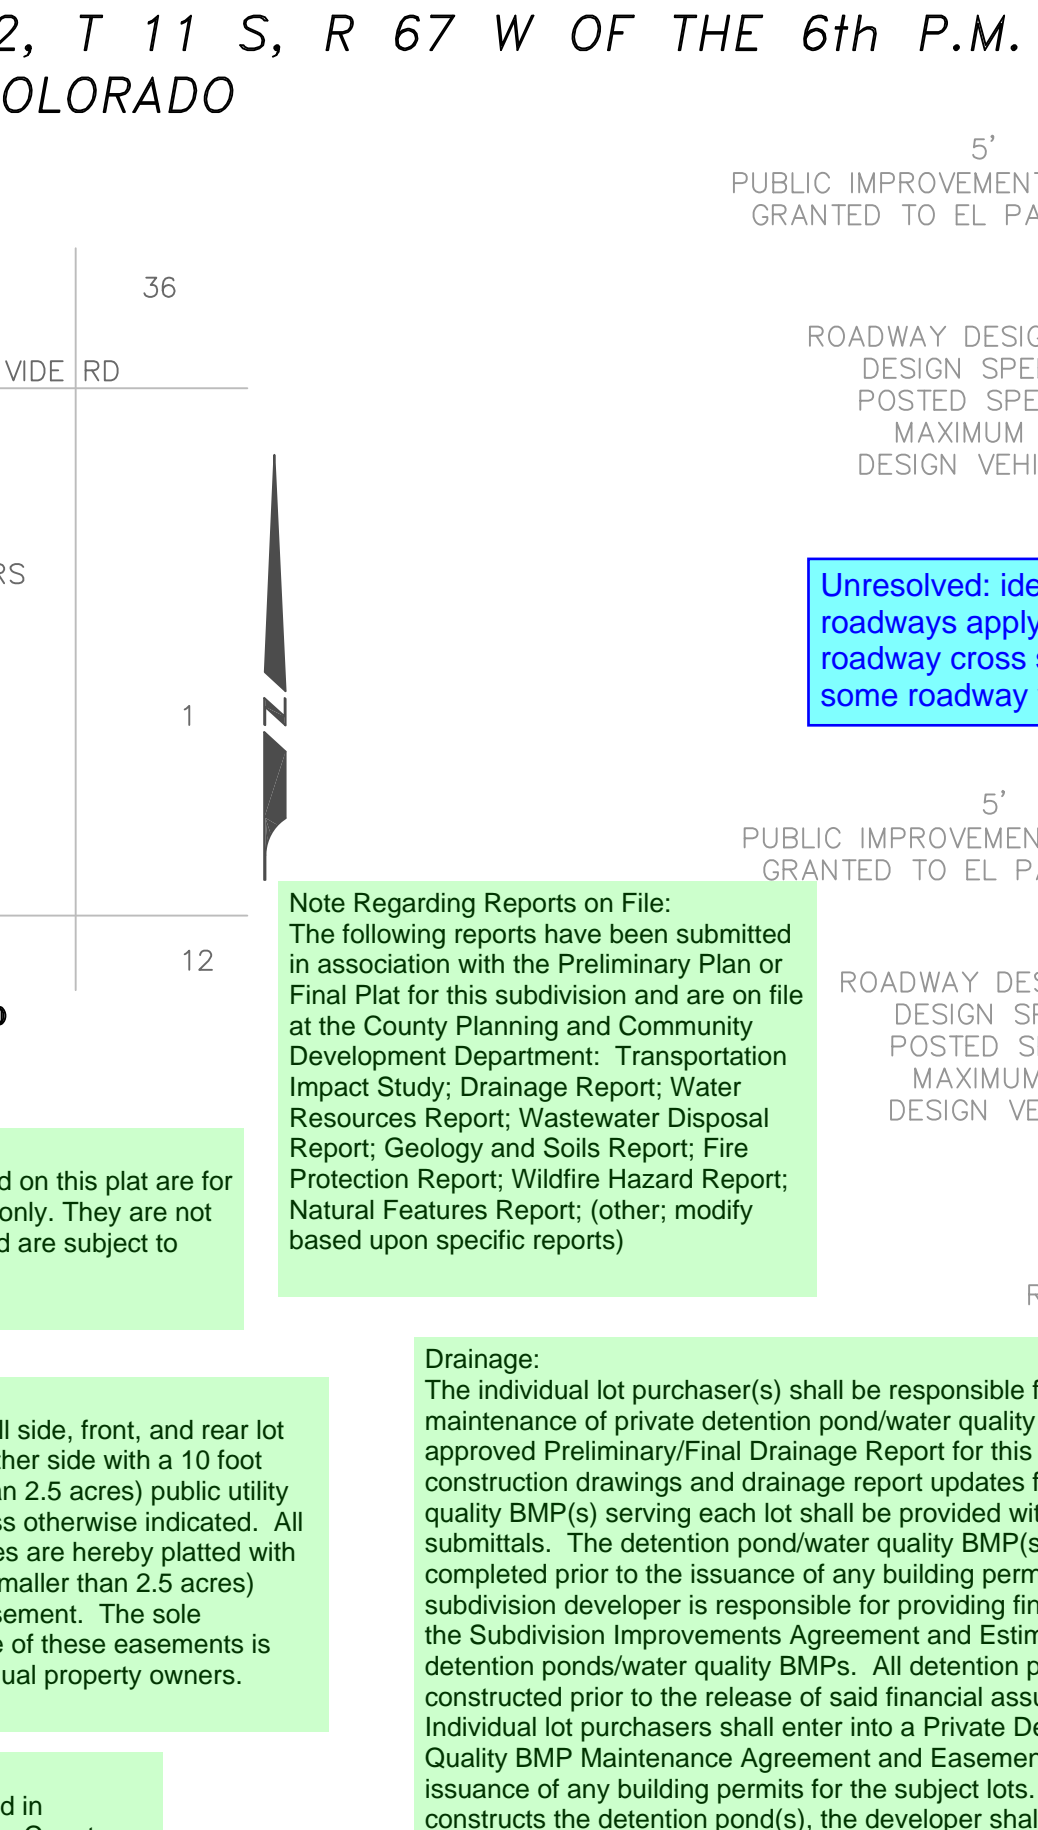 2, T 11 S, R 67 W OF THE 6th P.M.
OLORADO
5'
PUBLIC IMPROVEMENT
GRANTED TO EL PA
36
VIDE RD
ROADWAY DESIG
DESIGN SPE
POSTED SPE
MAXIMUM
DESIGN VEHI
RS
Unresolved: ide
roadways apply
roadway cross s
some roadway
1
N
5'
PUBLIC IMPROVEMEN
GRANTED TO EL PA
12
Note Regarding Reports on File:
The following reports have been submitted
in association with the Preliminary Plan or
Final Plat for this subdivision and are on file
at the County Planning and Community
Development Department:  Transportation
Impact Study; Drainage Report; Water
Resources Report; Wastewater Disposal
Report; Geology and Soils Report; Fire
Protection Report; Wildfire Hazard Report;
Natural Features Report; (other; modify
based upon specific reports)
ROADWAY DES
DESIGN SP
POSTED S
MAXIMUM
DESIGN VE
d on this plat are for
only. They are not
d are subject to
R
ll side, front, and rear lot
ther side with a 10 foot
an 2.5 acres) public utility
ss otherwise indicated.  All
es are hereby platted with
maller than 2.5 acres)
sement.  The sole
e of these easements is
ual property owners.
Drainage:
The individual lot purchaser(s) shall be responsible f
maintenance of private detention pond/water quality
approved Preliminary/Final Drainage Report for this
construction drawings and drainage report updates f
quality BMP(s) serving each lot shall be provided wit
submittals.  The detention pond/water quality BMP(s
completed prior to the issuance of any building perm
subdivision developer is responsible for providing fin
the Subdivision Improvements Agreement and Estim
detention ponds/water quality BMPs.  All detention p
constructed prior to the release of said financial assu
Individual lot purchasers shall enter into a Private De
Quality BMP Maintenance Agreement and Easemen
issuance of any building permits for the subject lots.
constructs the detention pond(s), the developer shal
d in